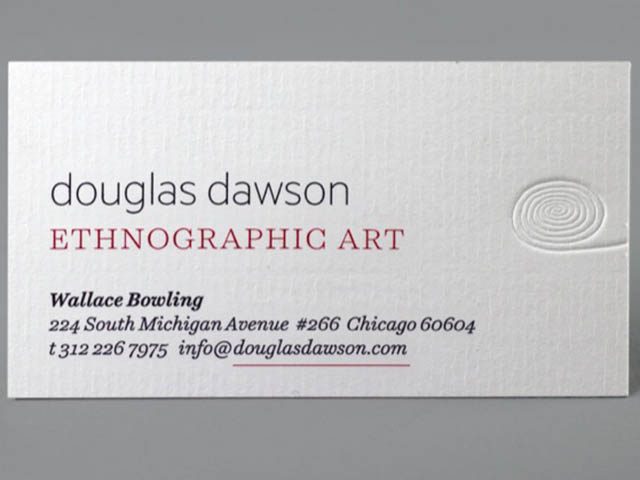 douglas dawson
ETHNOGRAPHIC ART
Wallace Bowling
224 South Michigan Avenue #266 Chicago 60604
t 312 226 7975 info@douglasdawson.com